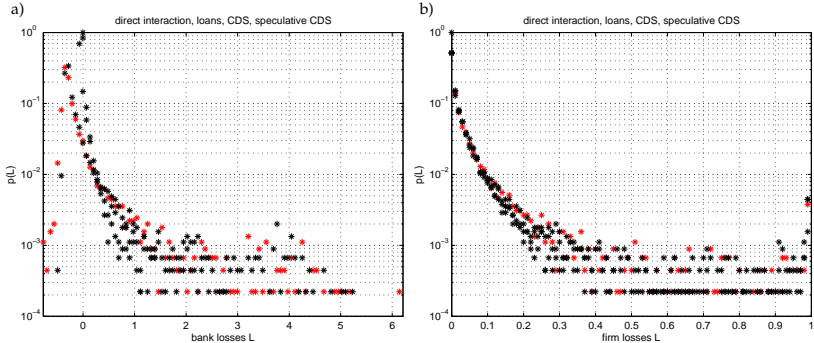 a)
direct interaction, loans, CDS, speculative CDS
10^0
10^-1
10^-2
10^-3
10^-4
p(L)
0 1 2 3 4 5 6
bank losses L
b)
direct interaction, loans, CDS, speculative CDS
10^0
10^-1
10^-2
10^-3
10^-4
p(L)
0 0.1 0.2 0.3 0.4 0.5 0.6 0.7 0.8 0.9 1
firm losses L